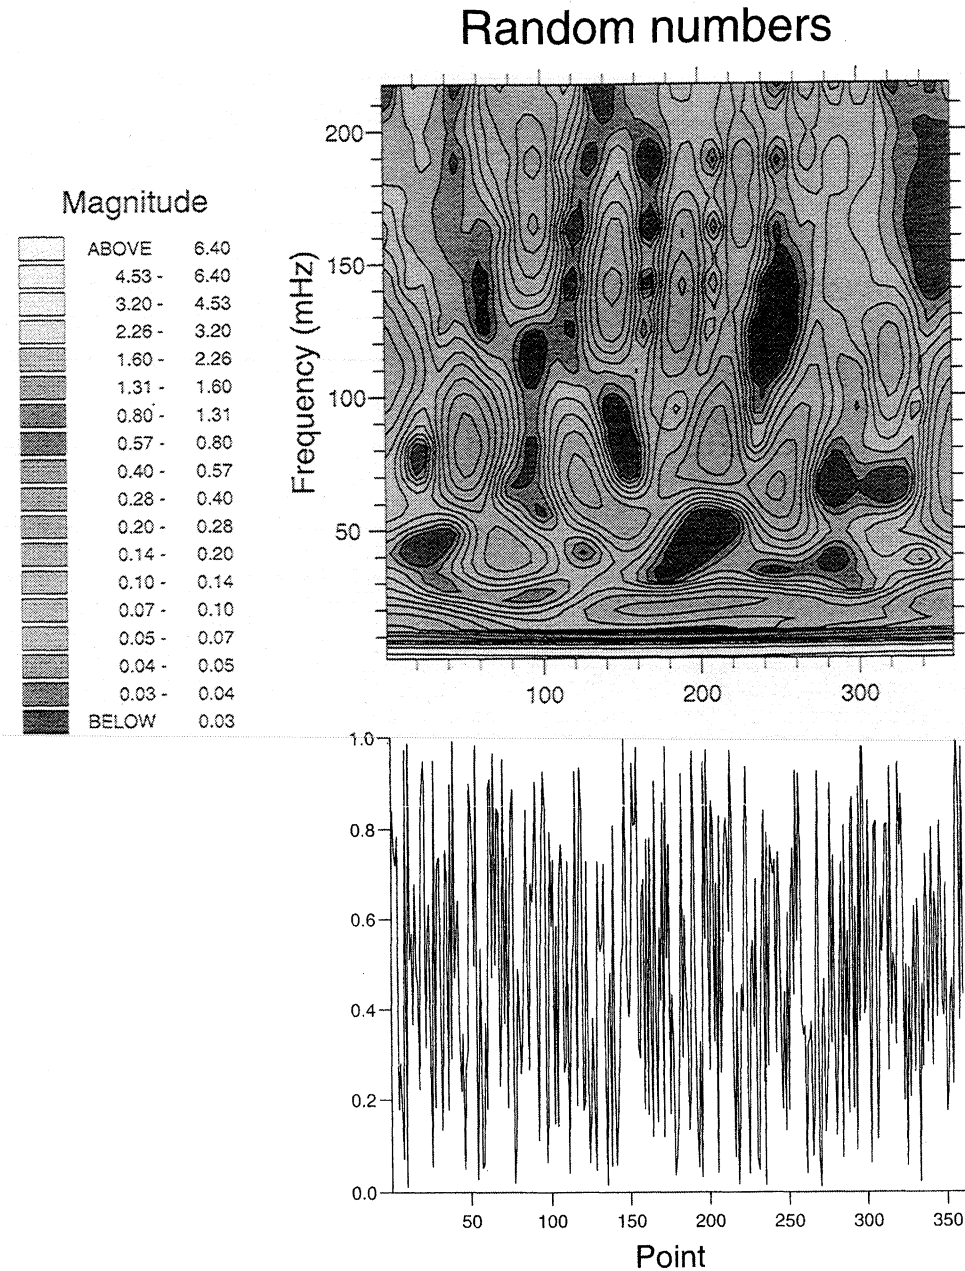 Random numbers
Magnitude
ABOVE 6.40
4.53 - 6.40
3.20 - 4.53
2.26 - 3.20
1.60 - 2.26
1.31 - 1.60
0.80 - 1.31
0.57 - 0.80
0.40 - 0.57
0.28 - 0.40
0.20 - 0.28
0.14 - 0.20
0.10 - 0.14
0.07 - 0.10
0.05 - 0.07
0.04 - 0.05
0.03 - 0.04
BELOW 0.03
Frequency (mHz)
200
150
100
50
100 200 300
1.0
0.8
0.6
0.4
0.2
0.0
50 100 150 200 250 300 350
Point